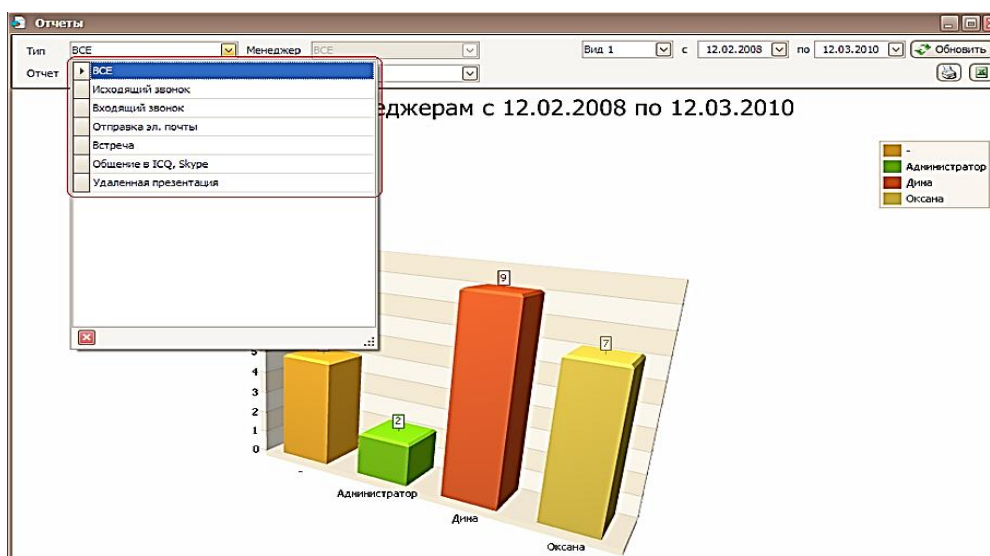 Отчеты
Тип ВСЕ Менеджер ВСЕ Вид 1 с 12.02.2008 по 12.03.2010 Обновить
Отчет
ВСЕ
Исходящий звонок
Входящий звонок
Отправка эл. почты
Встреча
Общение в ICQ, Skype
Удаленная презентация
еджерам с 12.02.2008 по 12.03.2010
-
Администратор
Дина
Оксана
9
7
2
5
4
3
2
1
0
-
Администратор
Дина
Оксана